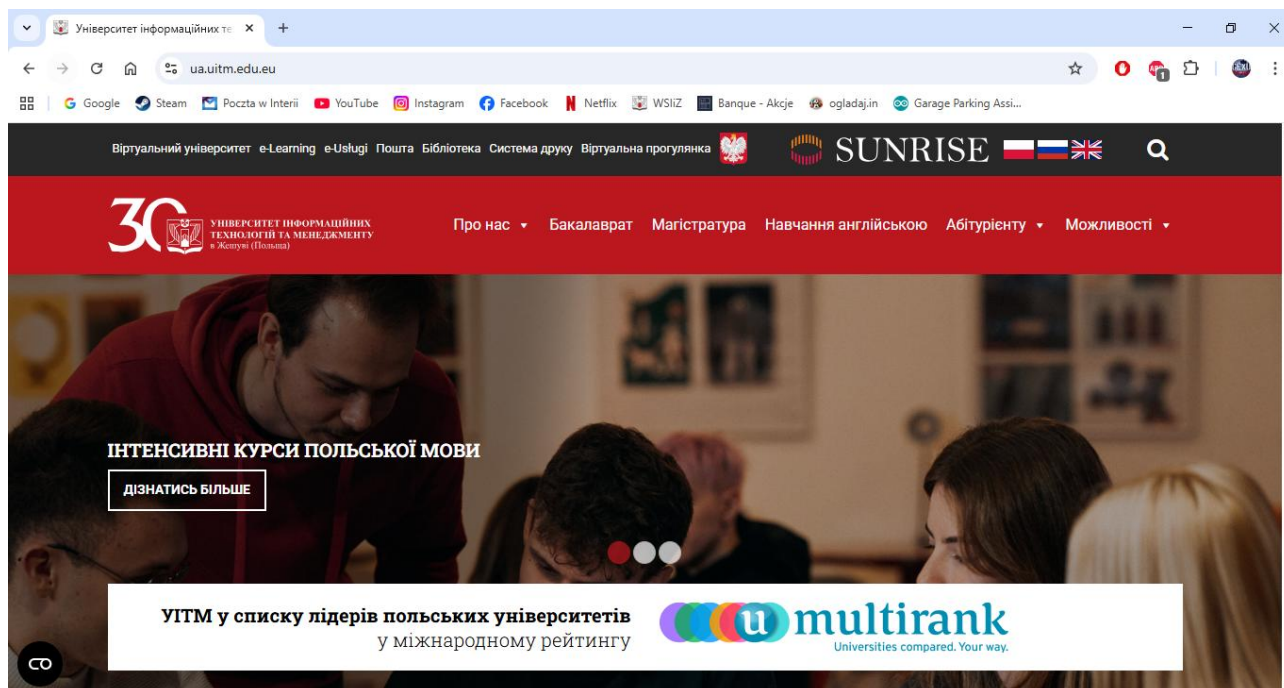 Університет інформаційних те
ua.uitm.edu.eu
Google Steam Poczta w Interii YouTube Instagram Facebook Netflix WSIiZ Banque - Akcje ogladaj.in Garage Parking Assi...
Віртуальний університет e-Learning e-Usługi Пошта Бібліотека Система друку Віртуальна прогулянка SUNRISE
30 УНІВЕРСИТЕТ ІНФОРМАЦІЙНИХ
ТЕХНОЛОГІЙ ТА МЕНЕДЖМЕНТУ
в Жешуві (Польща)
Про нас Бакалаврат Магістратура Навчання англійською Абітурієнту Можливості
ІНТЕНСИВНІ КУРСИ ПОЛЬСЬКОЇ МОВИ
ДІЗНАТИСЬ БІЛЬШЕ
УІТМ у списку лідерів польських університетів
у міжнародному рейтингу
u multirank
Universities compared. Your way.